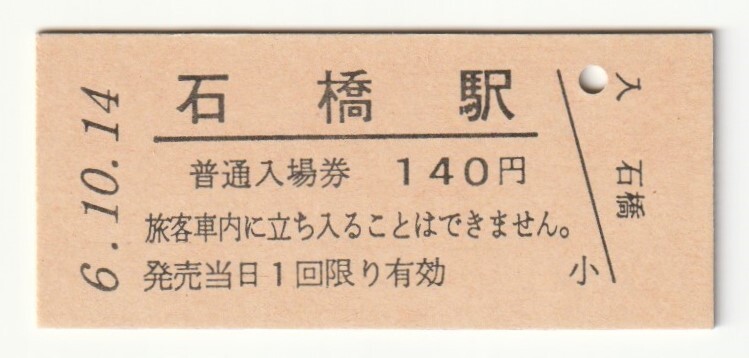 6.10.14
石橋駅
普通入場券 140円
旅客車内に立ち入ることはできません。
発売当日1回限り有効
小
入 石橋